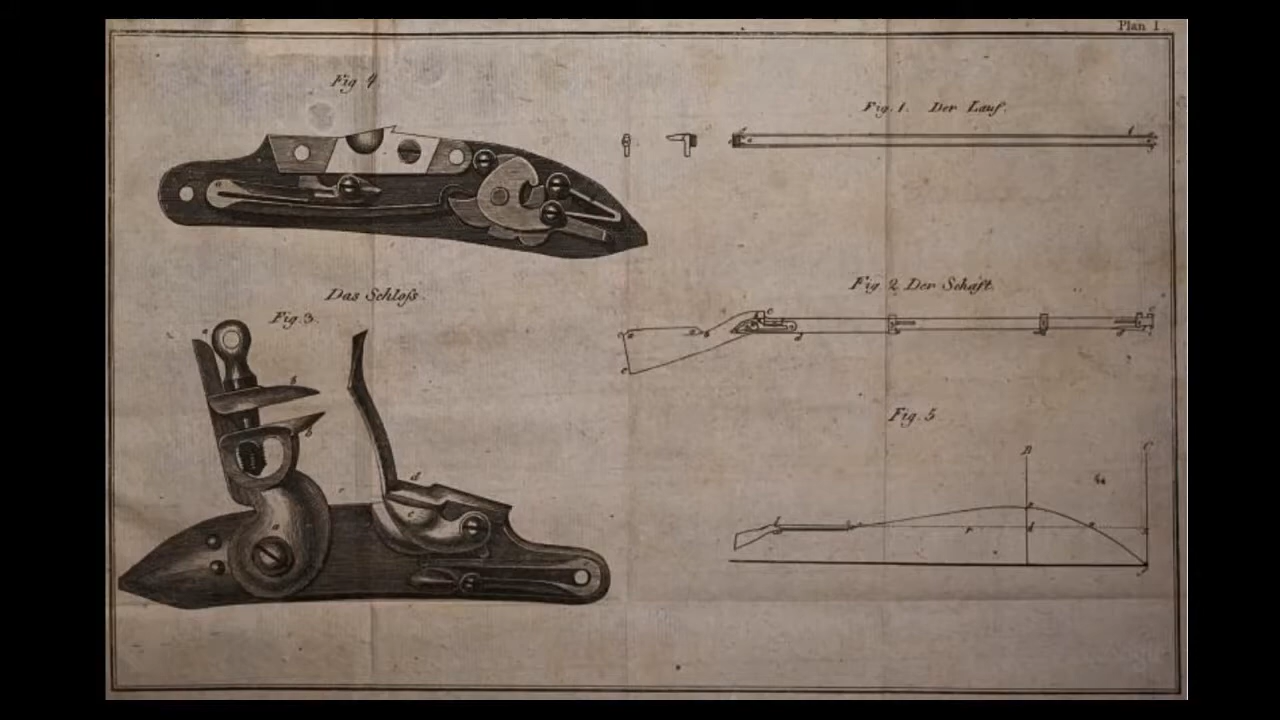 Plan I.
Fig 4
Fig. 1. Der Lauf.
Das Schloſs.
Fig. 3.
Fig 2 Der Schaft.
Fig. 5
B
C
a
b
b
d
c
a